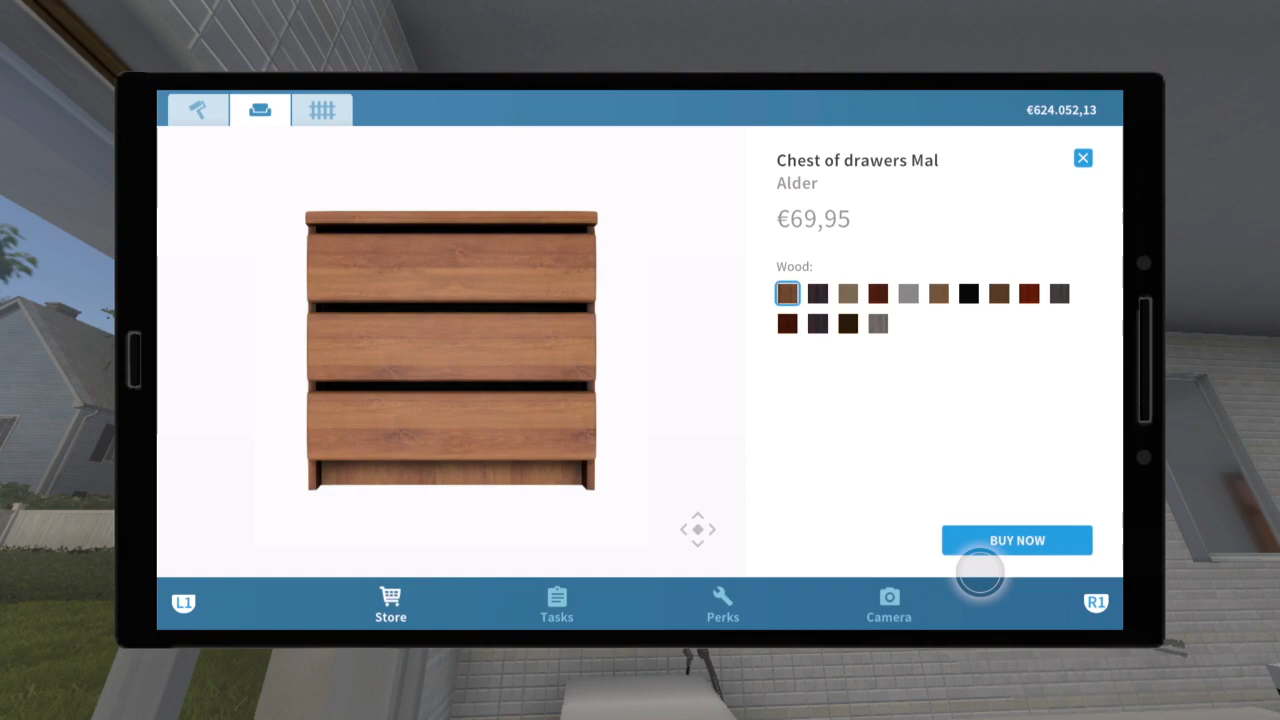 €624.052,13
Chest of drawers Mal
Alder
€69,95
Wood:
BUY NOW
L1
Store
Tasks
Perks
Camera
R1